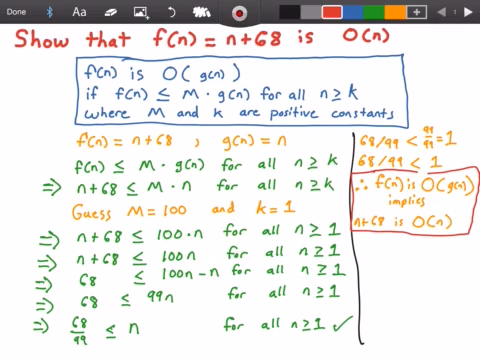 Done Aa 1
Show that f(n) = n+68 is O(n)
f(n) is O(g(n))
if f(n) ≤ M · g(n) for all n ≥ k
where M and k are positive constants
f(n) = n+68 , g(n) = n
f(n) ≤ M · g(n) for all n ≥ k
⇒ n+68 ≤ M · n for all n ≥ k
Guess M = 100 and k = 1
⇒ n+68 ≤ 100·n for all n ≥ 1
⇒ n+68 ≤ 100n for all n ≥ 1
⇒ 68 ≤ 100n-n for all n ≥ 1
⇒ 68 ≤ 99n for all n ≥ 1
⇒ 68/99 ≤ n for all n ≥ 1 ✓
68/99 < 99/99 = 1
68/99 < 1
∴ f(n) is O(g(n))
implies
n+68 is O(n)